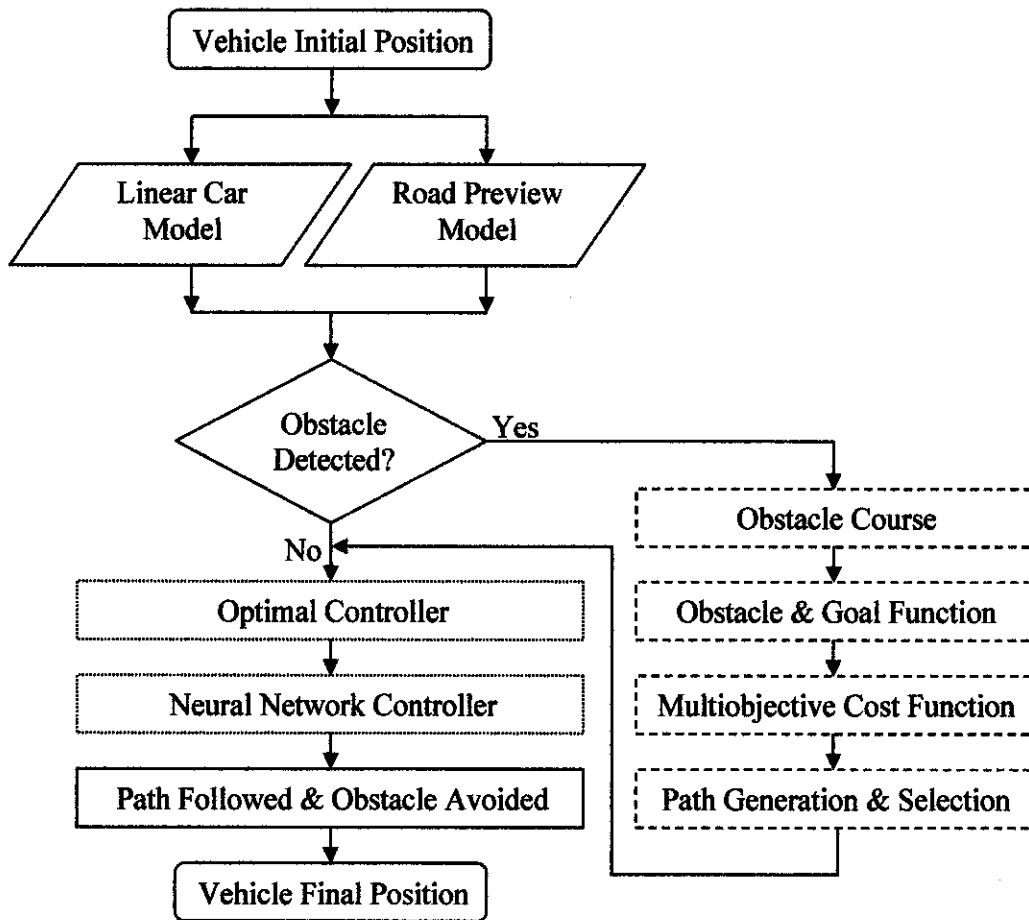 Vehicle Initial Position
Linear Car
Model
Road Preview
Model
Obstacle
Detected?
Yes
No
Optimal Controller
Neural Network Controller
Path Followed & Obstacle Avoided
Vehicle Final Position
Obstacle Course
Obstacle & Goal Function
Multiobjective Cost Function
Path Generation & Selection